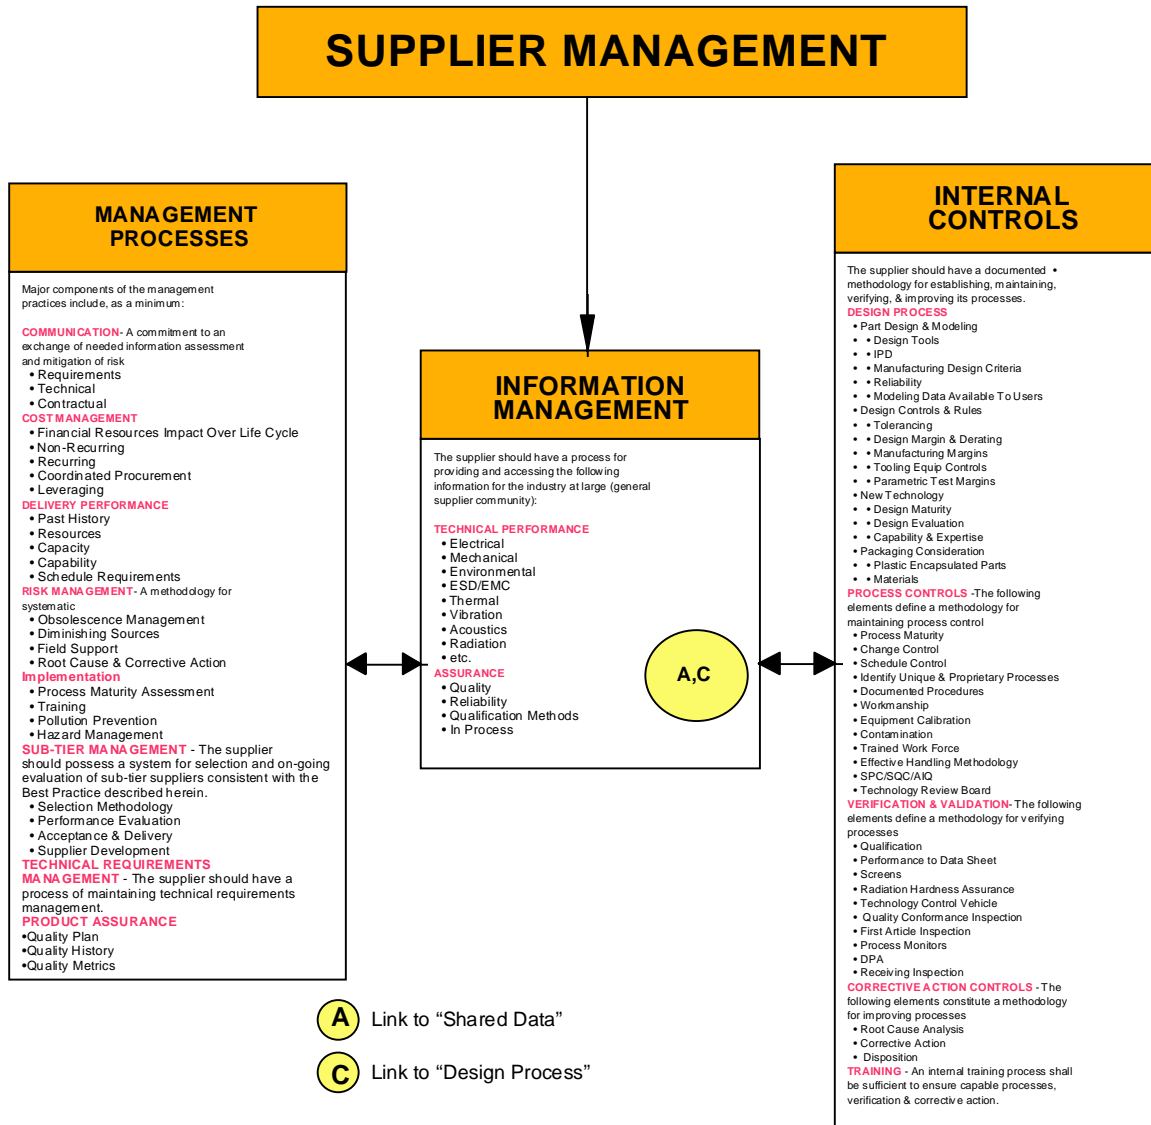 SUPPLIER MANAGEMENT
MANAGEMENT
PROCESSES
Major components of the management
practices include, as a minimum:
COMMUNICATION- A commitment to an
exchange of needed information assessment
and mitigation of risk
• Requirements
• Technical
• Contractual
COST MANAGEMENT
• Financial Resources Impact Over Life Cycle
• Non-Recurring
• Recurring
• Coordinated Procurement
• Leveraging
DELIVERY PERFORMANCE
• Past History
• Resources
• Capacity
• Capability
• Schedule Requirements
RISK MANAGEMENT- A methodology for
systematic
• Obsolescence Management
• Diminishing Sources
• Field Support
• Root Cause & Corrective Action
Implementation
• Process Maturity Assessment
• Training
• Pollution Prevention
• Hazard Management
SUB-TIER MANAGEMENT - The supplier
should possess a system for selection and on-going
evaluation of sub-tier suppliers consistent with the
Best Practice described herein.
• Selection Methodology
• Performance Evaluation
• Acceptance & Delivery
• Supplier Development
TECHNICAL REQUIREMENTS
MANAGEMENT - The supplier should have a
process of maintaining technical requirements
management.
PRODUCT ASSURANCE
•Quality Plan
•Quality History
•Quality Metrics
INFORMATION
MANAGEMENT
The supplier should have a process for
providing and accessing the following
information for the industry at large (general
supplier community):
TECHNICAL PERFORMANCE
• Electrical
• Mechanical
• Environmental
• ESD/EMC
• Thermal
• Vibration
• Acoustics
• Radiation
• etc.
ASSURANCE
• Quality
• Reliability
• Qualification Methods
• In Process
A,C
INTERNAL
CONTROLS
The supplier should have a documented •
methodology for establishing, maintaining,
verifying, & improving its processes.
DESIGN PROCESS
• Part Design & Modeling
• • Design Tools
• • IPD
• • Manufacturing Design Criteria
• • Reliability
• • Modeling Data Available To Users
• Design Controls & Rules
• • Tolerancing
• • Design Margin & Derating
• • Manufacturing Margins
• • Tooling Equip Controls
• • Parametric Test Margins
• New Technology
• • Design Maturity
• • Design Evaluation
• • Capability & Expertise
• Packaging Consideration
• • Plastic Encapsulated Parts
• • Materials
PROCESS CONTROLS -The following
elements define a methodology for
maintaining process control
• Process Maturity
• Change Control
• Schedule Control
• Identify Unique & Proprietary Processes
• Documented Procedures
• Workmanship
• Equipment Calibration
• Contamination
• Trained Work Force
• Effective Handling Methodology
• SPC/SQC/AIQ
• Technology Review Board
VERIFICATION & VALIDATION- The following
elements define a methodology for verifying
processes
• Qualification
• Performance to Data Sheet
• Screens
• Radiation Hardness Assurance
• Technology Control Vehicle
• Quality Conformance Inspection
• First Article Inspection
• Process Monitors
• DPA
• Receiving Inspection
CORRECTIVE ACTION CONTROLS - The
following elements constitute a methodology
for improving processes
• Root Cause Analysis
• Corrective Action
• Disposition
TRAINING - An internal training process shall
be sufficient to ensure capable processes,
verification & corrective action.
A Link to “Shared Data”
C Link to “Design Process”